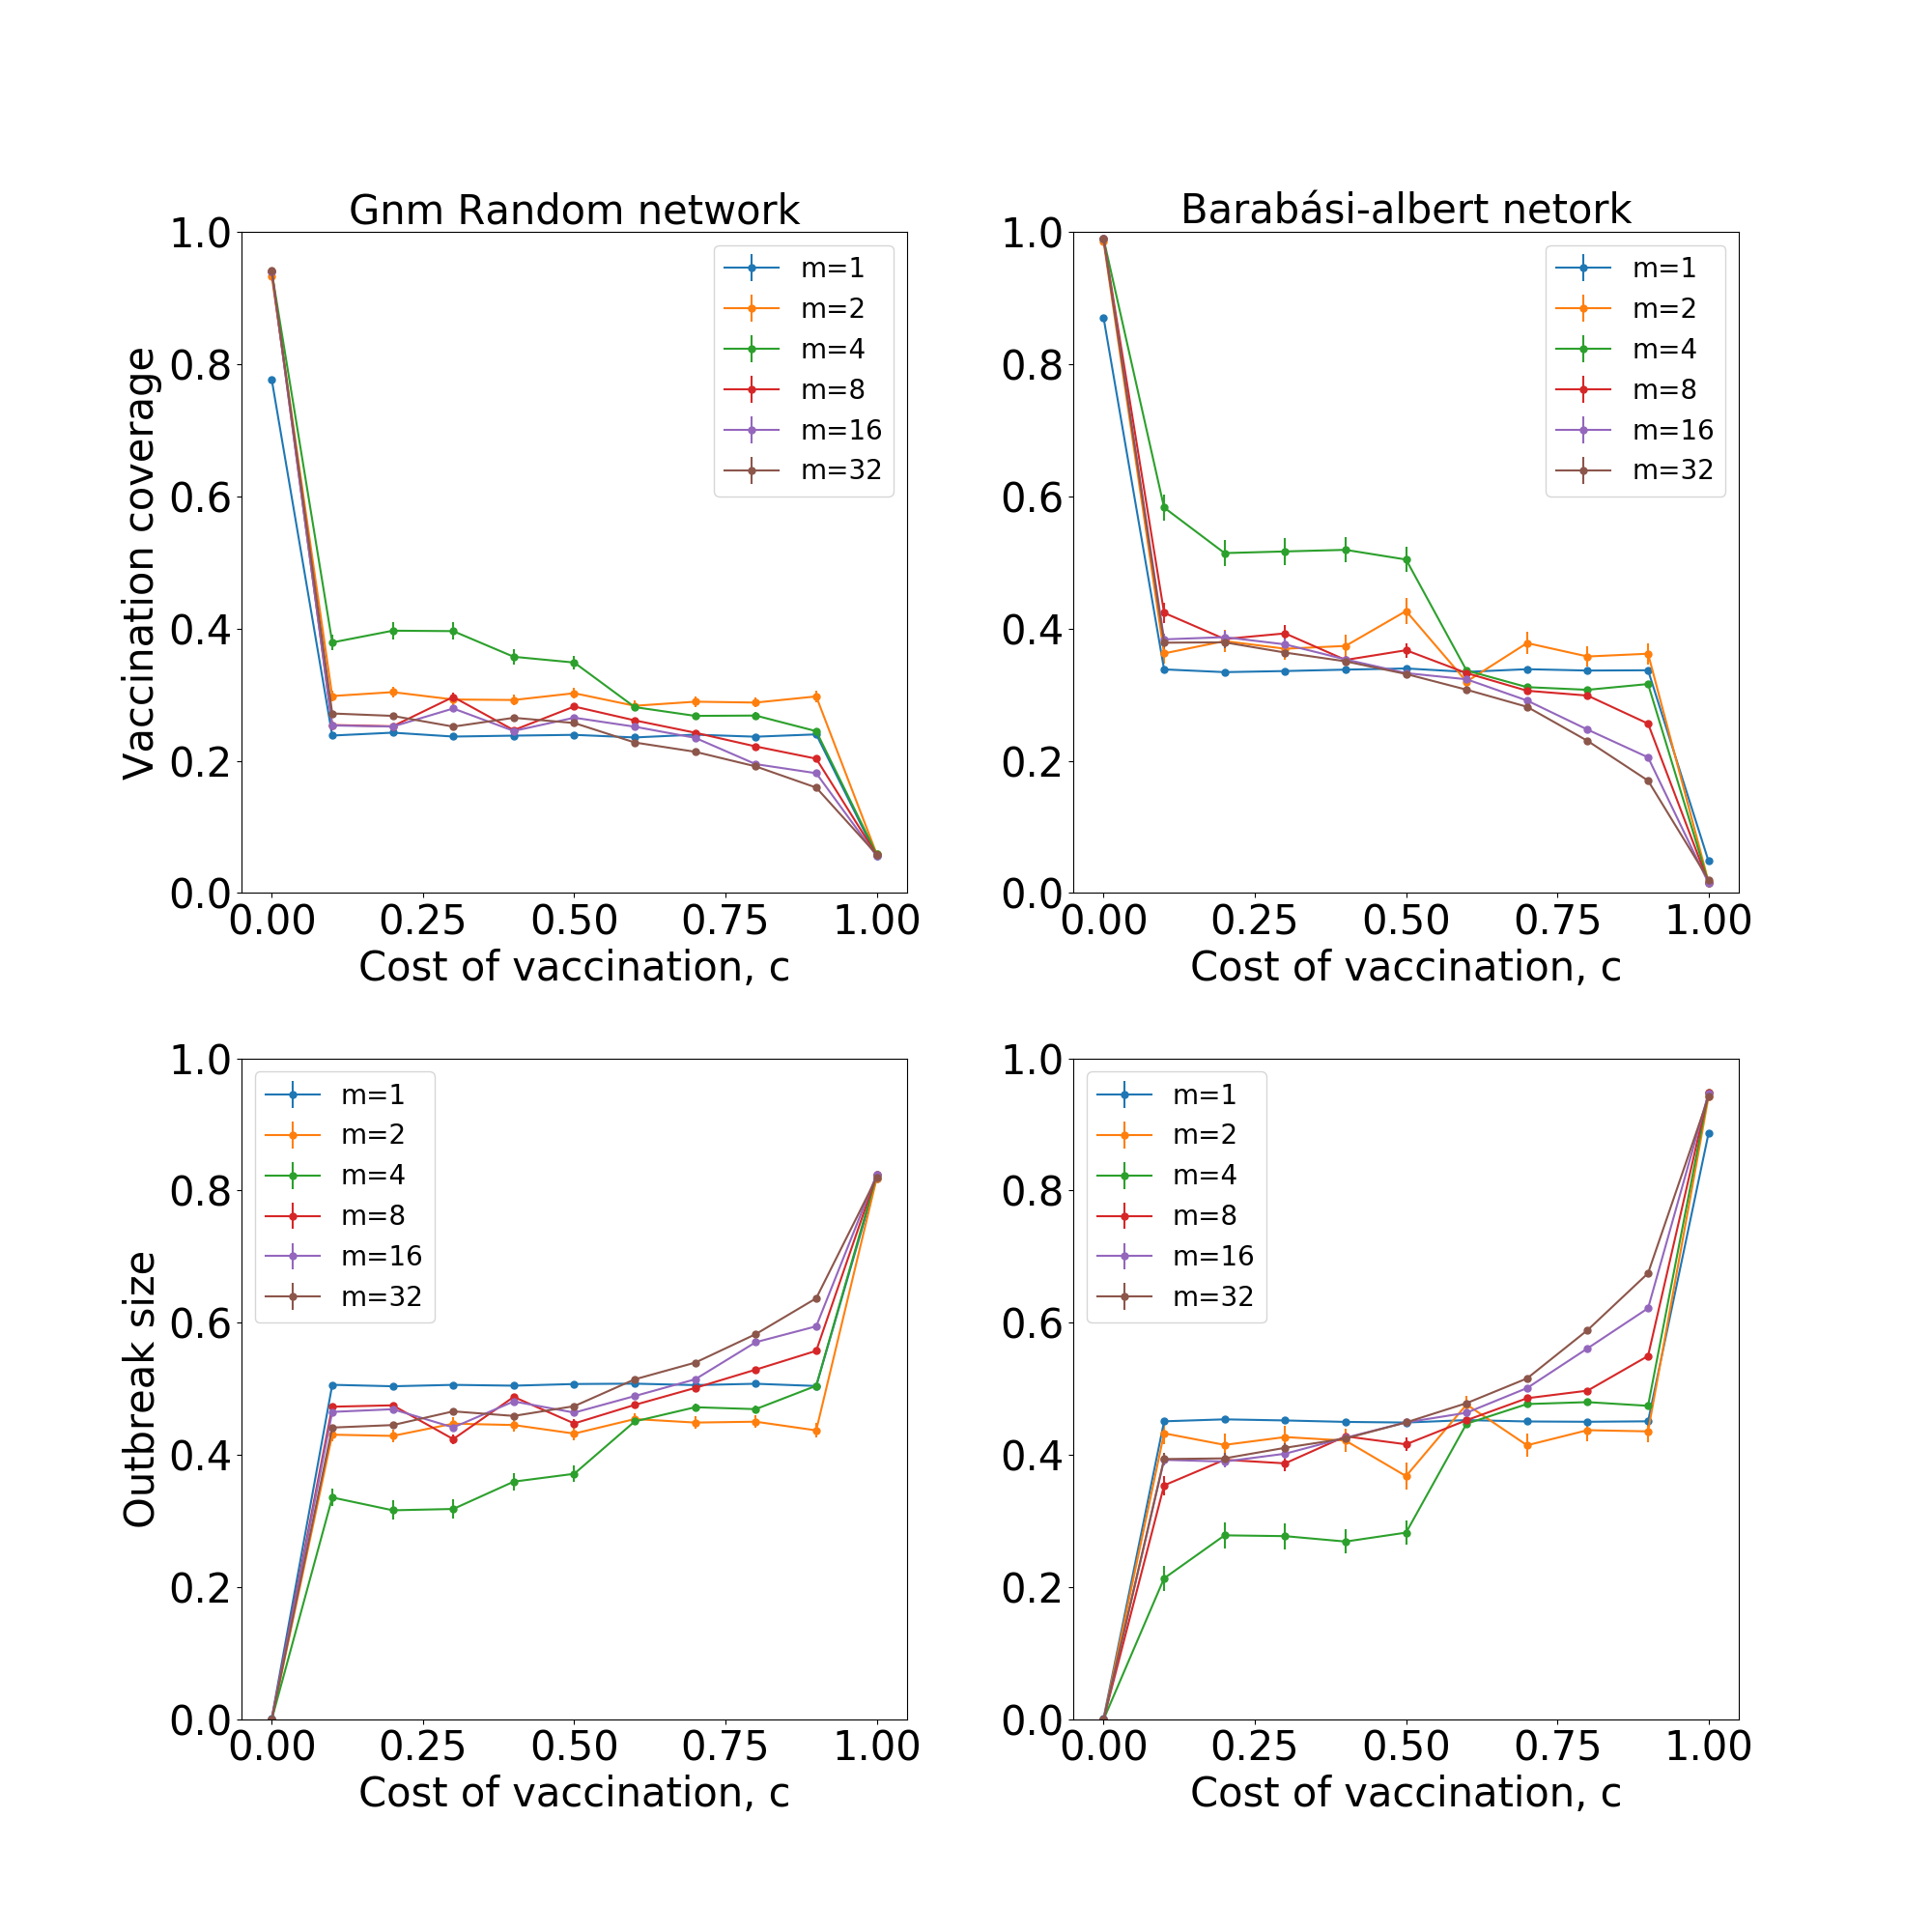 Gnm Random network
Vaccination coverage
1.0
0.8
0.6
0.4
0.2
0.0
m=1
m=2
m=4
m=8
m=16
m=32
0.00 0.25 0.50 0.75 1.00
Cost of vaccination, c
Barabási-albert netork
1.0
0.8
0.6
0.4
0.2
0.0
m=1
m=2
m=4
m=8
m=16
m=32
0.00 0.25 0.50 0.75 1.00
Cost of vaccination, c
Outbreak size
1.0
0.8
0.6
0.4
0.2
0.0
m=1
m=2
m=4
m=8
m=16
m=32
0.00 0.25 0.50 0.75 1.00
Cost of vaccination, c
1.0
0.8
0.6
0.4
0.2
0.0
m=1
m=2
m=4
m=8
m=16
m=32
0.00 0.25 0.50 0.75 1.00
Cost of vaccination, c